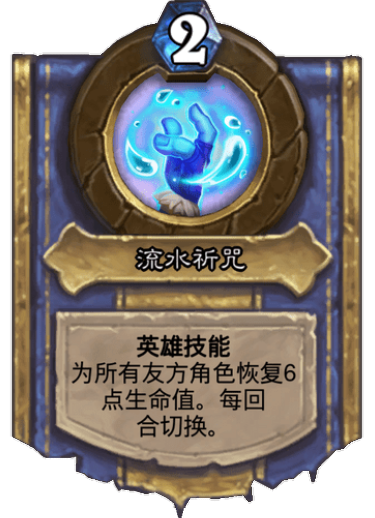 2
流水祈咒
英雄技能
为所有友方角色恢复6
点生命值。每回
合切换。